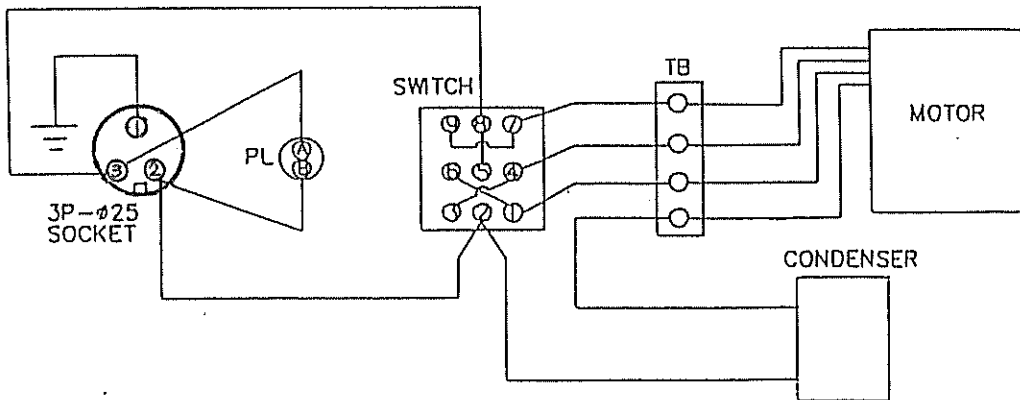 SWITCH
TB
MOTOR
9 8 7
1
PL
A
B
3 2
6 5 4
3 2 1
3P-ø25
SOCKET
CONDENSER